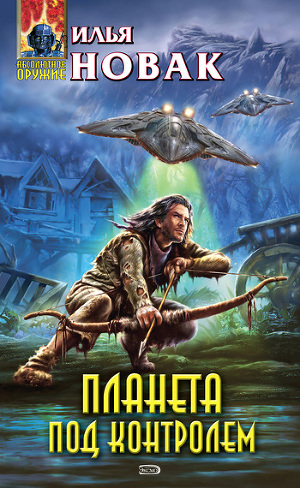 ИЛЬЯ
НОВАК
АБСОЛЮТНОЕ
ОРУЖИЕ
ПЛАНЕТА
ПОД КОНТРОЛЕМ
ЭКСМО